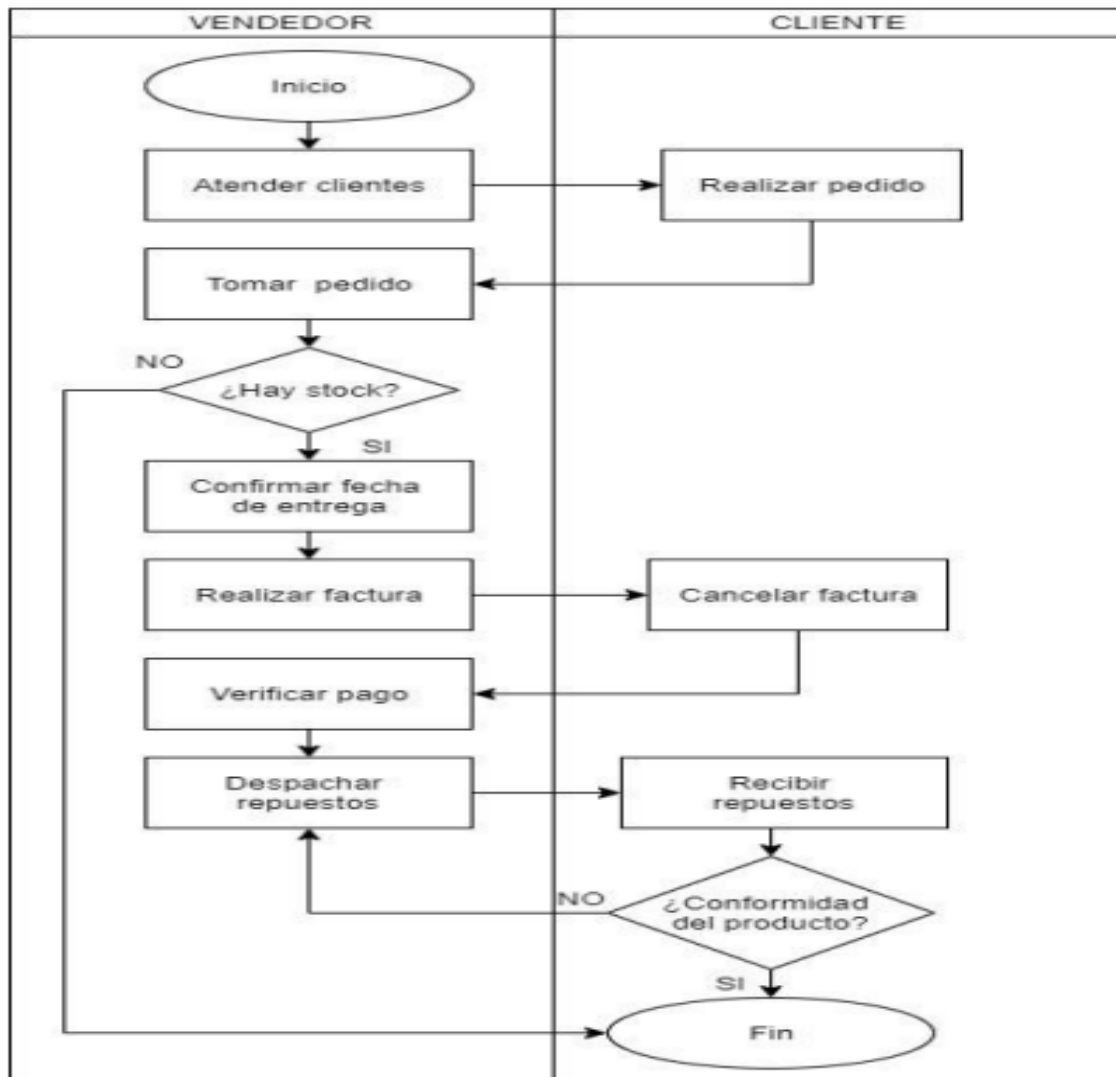 VENDEDOR
CLIENTE
Inicio
Atender clientes
Realizar pedido
Tomar pedido
NO
¿Hay stock?
SI
Confirmar fecha
de entrega
Realizar factura
Cancelar factura
Verificar pago
Despachar
repuestos
Recibir
repuestos
NO
¿Conformidad
del producto?
SI
Fin